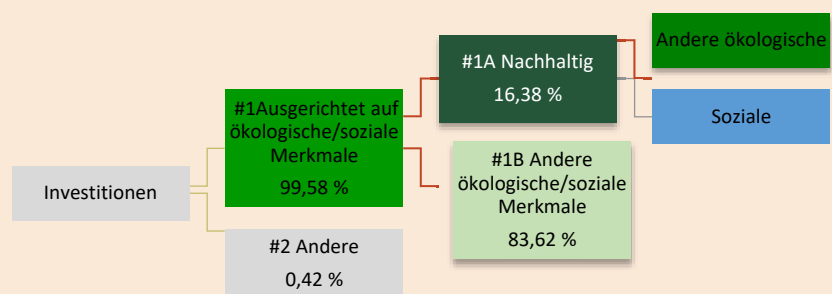 Investitionen
#1Ausgerichtet auf
ökologische/soziale
Merkmale
99,58 %
#2 Andere
0,42 %
#1A Nachhaltig
16,38 %
#1B Andere
ökologische/soziale
Merkmale
83,62 %
Andere ökologische
Soziale